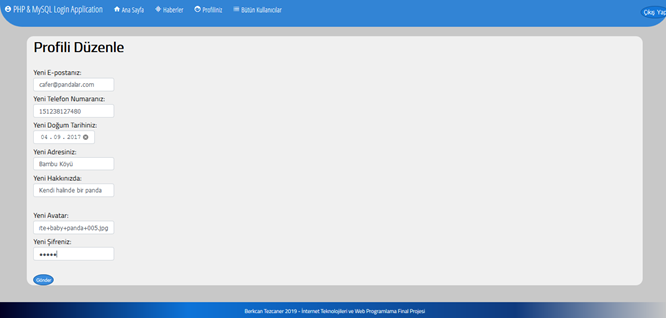 PHP & MySQL Login Application
Ana Sayfa
Haberler
Profiliniz
Bütün Kullanıcılar
Çıkış Yap
Profili Düzenle
Yeni E-postanız:
cafer@pandalar.com
Yeni Telefon Numaranız:
151238127480
Yeni Doğum Tarihiniz:
04 . 09 . 2017
Yeni Adresiniz:
Bambu Köyü
Yeni Hakkınızda:
Kendi halinde bir panda
Yeni Avatar:
ite+baby+panda+005.jpg
Yeni Şifreniz:
•••••
Gönder
Berkcan Tezcaner 2019 - İnternet Teknolojileri ve Web Programlama Final Projesi